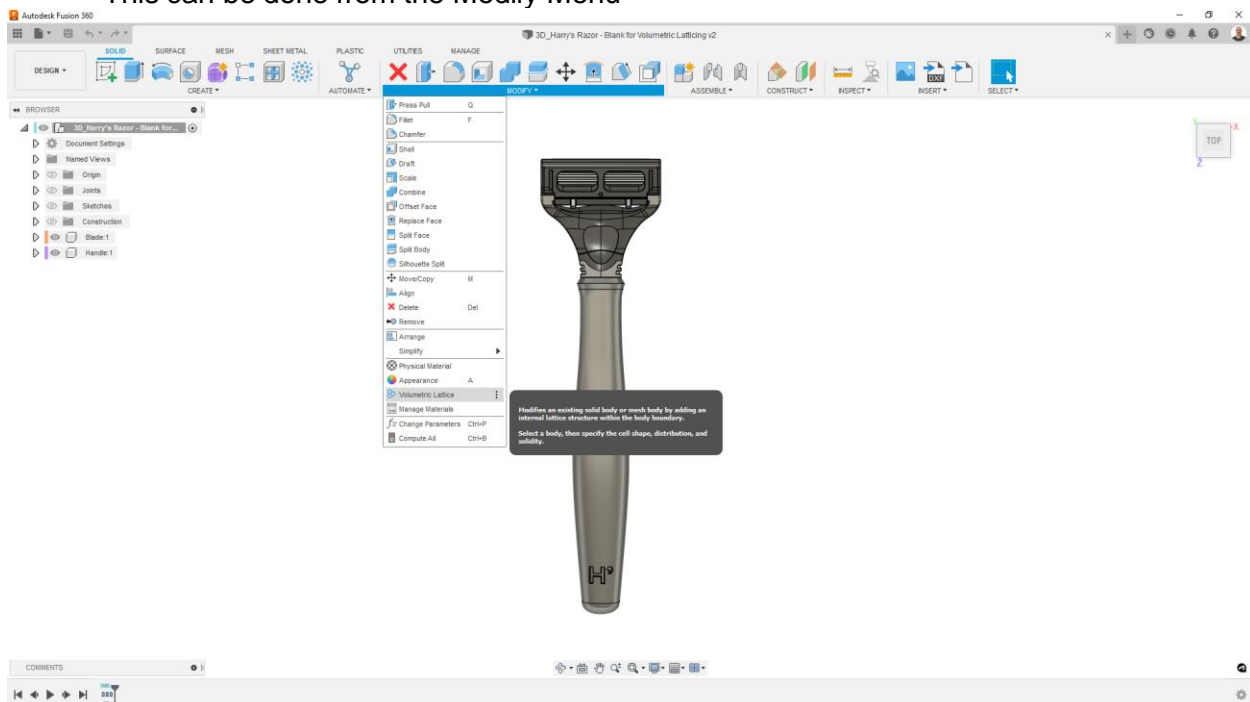 This can be done from the Modify Menu
Autodesk Fusion 360
3D_Harry's Razor - Blank for Volumetric Latticing v2
SOLID SURFACE MESH SHEET METAL PLASTIC UTILITIES MANAGE
DESIGN
CREATE AUTOMATE MODIFY ASSEMBLE CONSTRUCT INSPECT INSERT SELECT
DXF
BROWSER
3D_Harry's Razor - Blank for...
Document Settings
Named Views
Origin
Joints
Sketches
Construction
Blade:1
Handle:1
Press Pull Q
Fillet F
Chamfer
Shell
Draft
Scale
Combine
Offset Face
Replace Face
Split Face
Split Body
Silhouette Split
Move/Copy M
Align
Delete Del
Remove
Arrange
Simplify
Physical Material
Appearance A
Volumetric Lattice
Manage Materials
fx Change Parameters Ctrl+P
Compute All Ctrl+B
Modifies an existing solid body or mesh body by adding an
internal lattice structure within the body boundary.
Select a body, then specify the cell shape, distribution, and
solidity.
Y
X
TOP
Z
H'9
COMMENTS